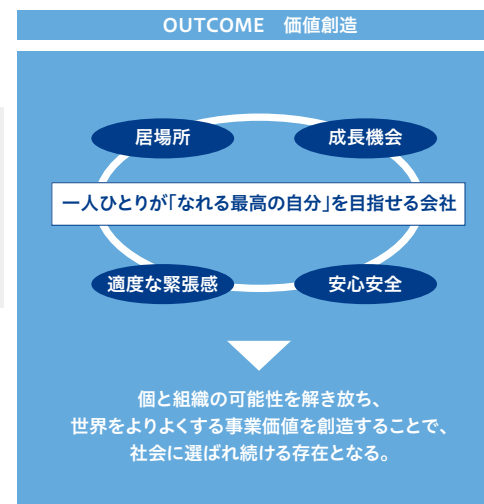 OUTCOME 価値創造
居場所
成長機会
一人ひとりが「なれる最高の自分」を目指せる会社
適度な緊張感
安心安全
個と組織の可能性を解き放ち、
世界をよりよくする事業価値を創造することで、
社会に選ばれ続ける存在となる。